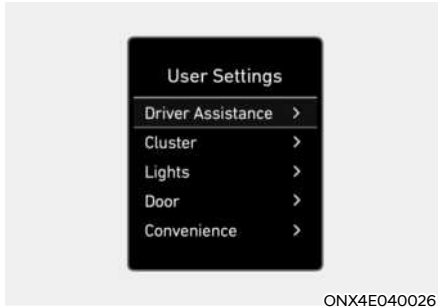 User Settings
Driver Assistance >
Cluster >
Lights >
Door >
Convenience >
ONX4E040026